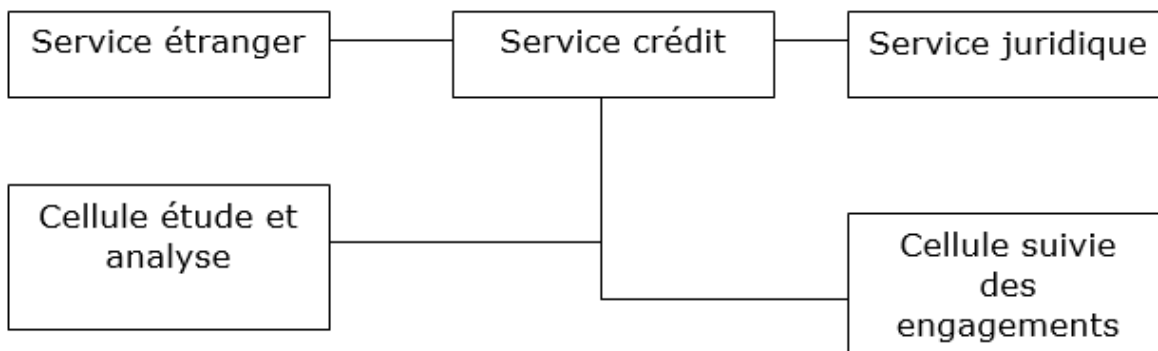 Service étranger
Service crédit
Service juridique
Cellule étude et
analyse
Cellule suivie
des
engagements